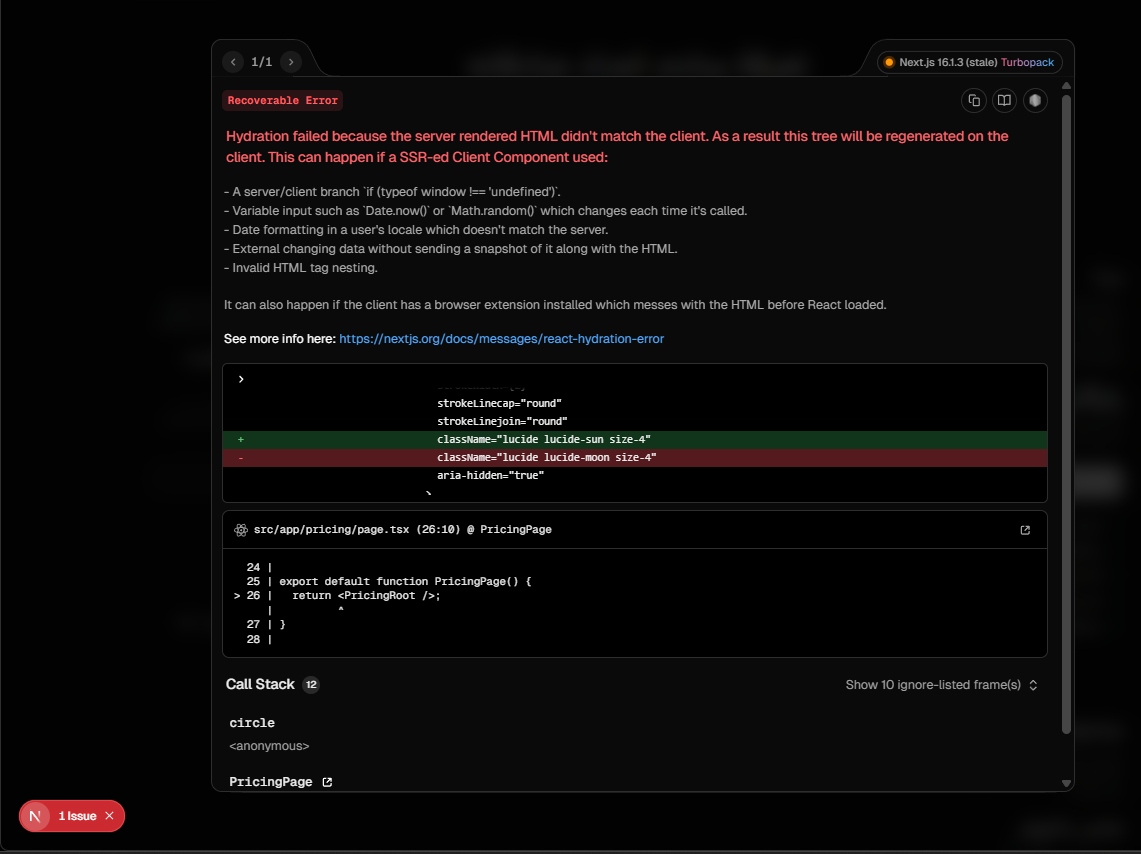 1/1
Next.js 16.1.3 (stale) Turbopack
Recoverable Error
Hydration failed because the server rendered HTML didn't match the client. As a result this tree will be regenerated on the
client. This can happen if a SSR-ed Client Component used:
- A server/client branch `if (typeof window !== 'undefined')`.
- Variable input such as `Date.now()` or `Math.random()` which changes each time it's called.
- Date formatting in a user's locale which doesn't match the server.
- External changing data without sending a snapshot of it along with the HTML.
- Invalid HTML tag nesting.
It can also happen if the client has a browser extension installed which messes with the HTML before React loaded.
See more info here: https://nextjs.org/docs/messages/react-hydration-error
strokeLinecap="round"
strokeLinejoin="round"
+ className="lucide lucide-sun size-4"
- className="lucide lucide-moon size-4"
aria-hidden="true"
src/app/pricing/page.tsx (26:10) @ PricingPage
24 |
25 | export default function PricingPage() {
> 26 |   return <PricingRoot />;
|          ^
27 | }
28 |
Call Stack 12
Show 10 ignore-listed frame(s)
circle
<anonymous>
PricingPage
N 1 Issue